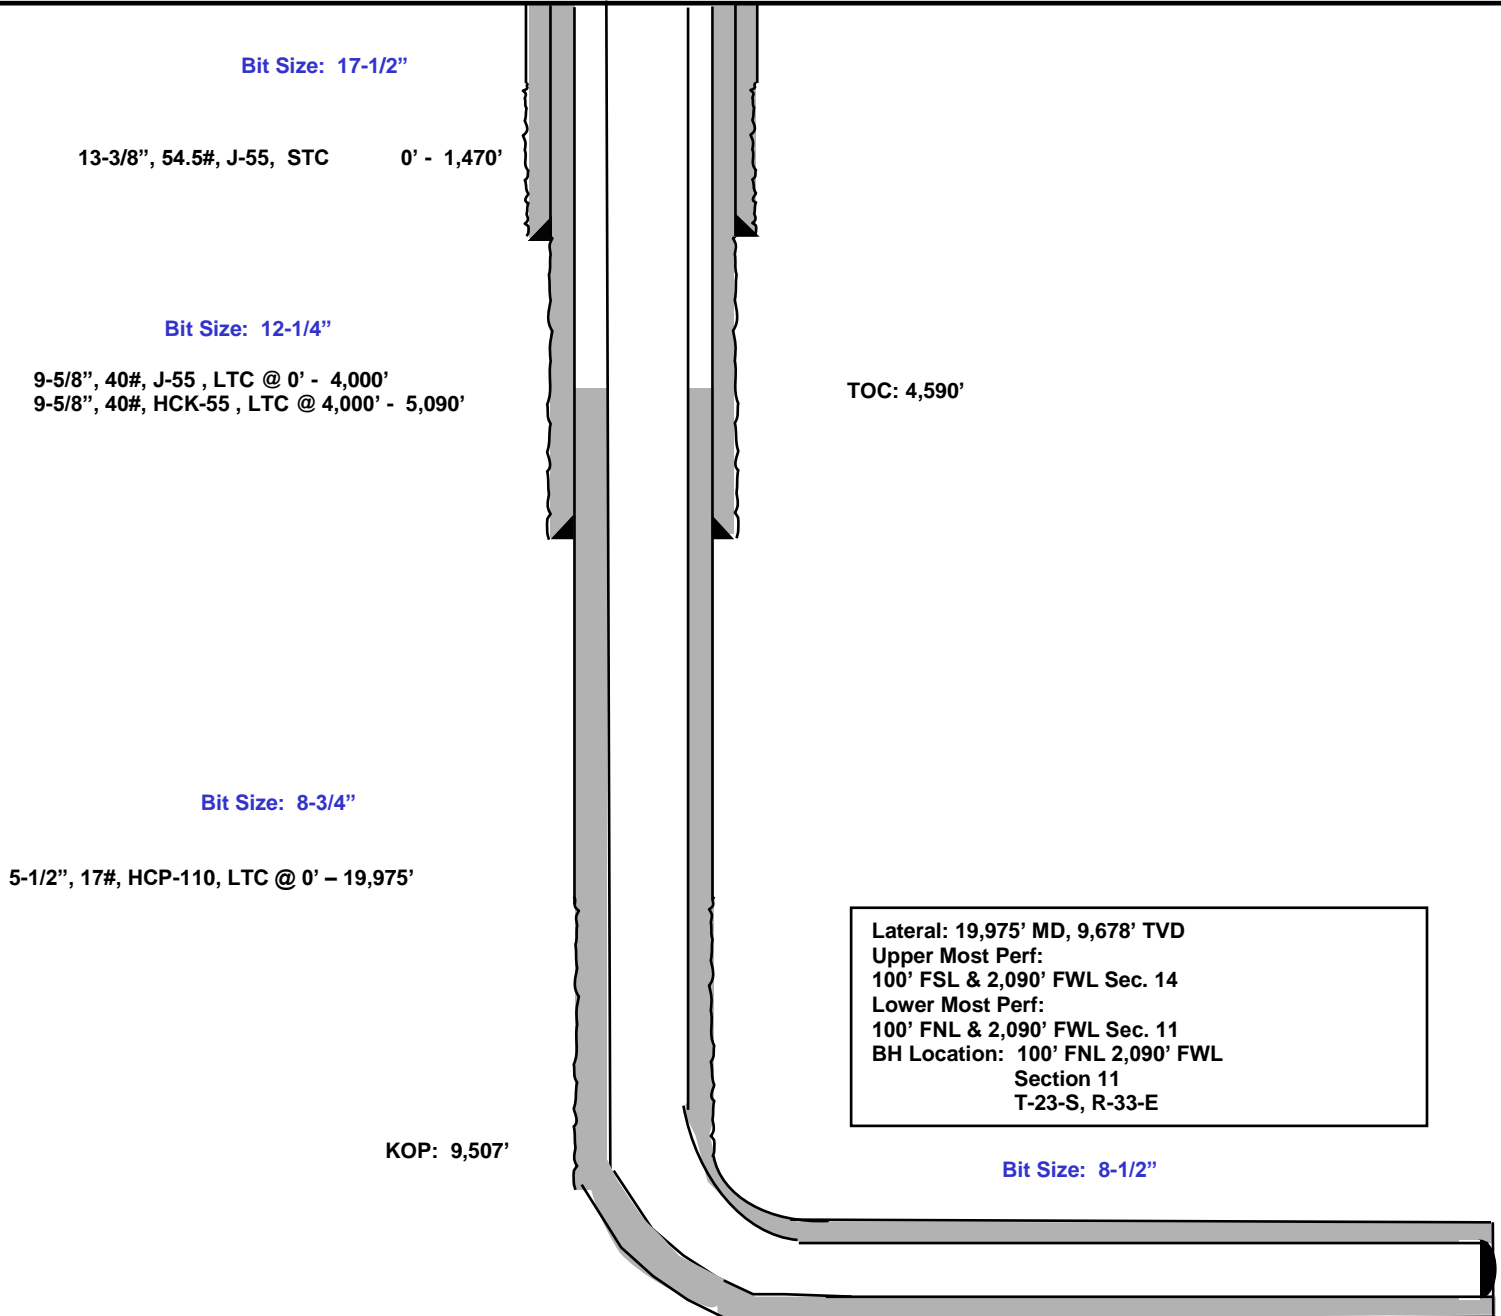 Bit Size: 17-1/2”
13-3/8”, 54.5#, J-55, STC 0’ - 1,470’
Bit Size: 12-1/4”
9-5/8”, 40#, J-55 , LTC @ 0’ - 4,000’
9-5/8”, 40#, HCK-55 , LTC @ 4,000’ - 5,090’
TOC: 4,590’
Bit Size: 8-3/4”
5-1/2”, 17#, HCP-110, LTC @ 0’ – 19,975’
Lateral: 19,975’ MD, 9,678’ TVD
Upper Most Perf:
100’ FSL & 2,090’ FWL Sec. 14
Lower Most Perf:
100’ FNL & 2,090’ FWL Sec. 11
BH Location: 100’ FNL 2,090’ FWL
Section 11
T-23-S, R-33-E
KOP: 9,507’
Bit Size: 8-1/2”